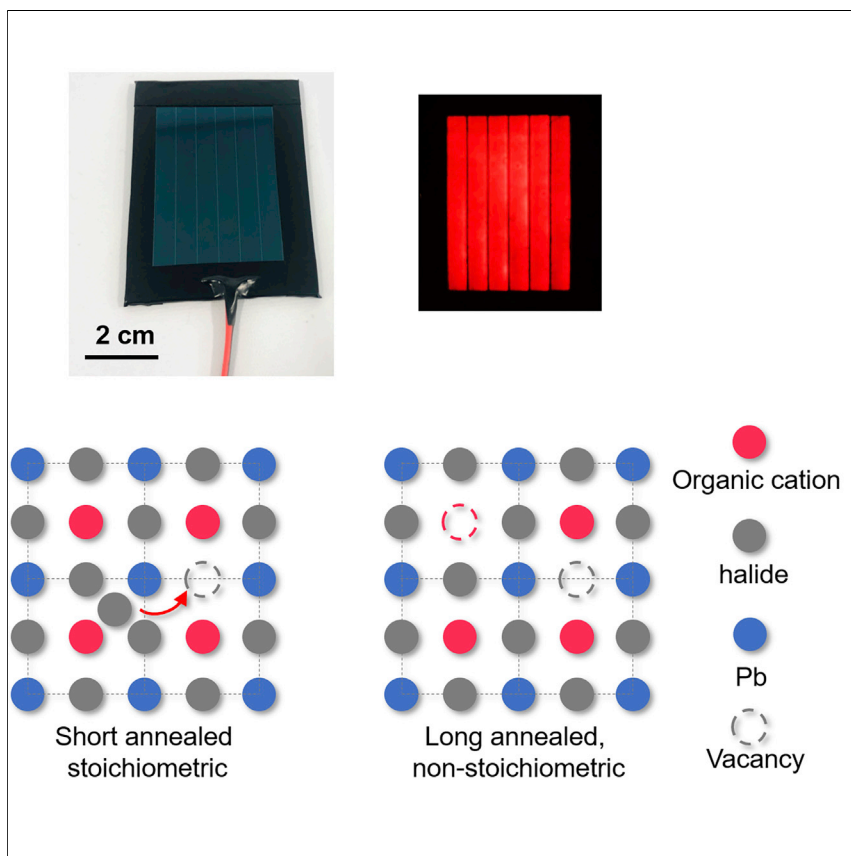 2 cm
Organic cation
halide
Pb
Vacancy
Short annealed
stoichiometric
Long annealed,
non-stoichiometric